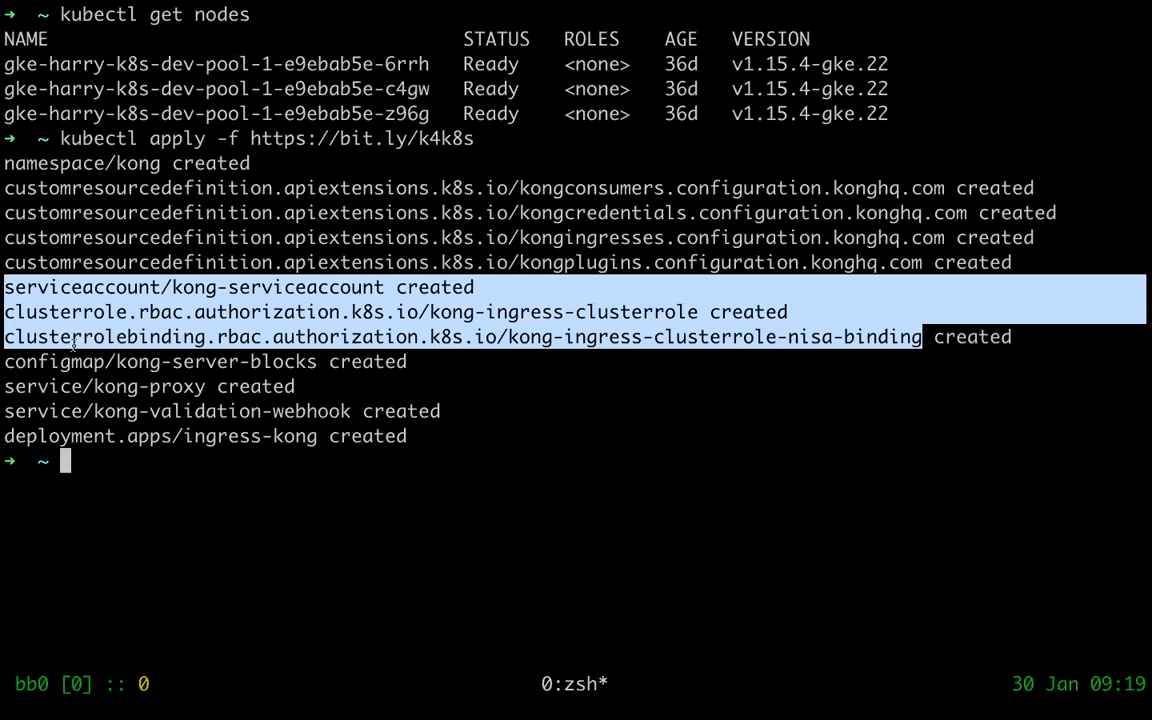 ➜  ~ kubectl get nodes
NAME                                     STATUS   ROLES    AGE   VERSION
gke-harry-k8s-dev-pool-1-e9ebab5e-6rrh   Ready    <none>   36d   v1.15.4-gke.22
gke-harry-k8s-dev-pool-1-e9ebab5e-c4gw   Ready    <none>   36d   v1.15.4-gke.22
gke-harry-k8s-dev-pool-1-e9ebab5e-z96g   Ready    <none>   36d   v1.15.4-gke.22
➜  ~ kubectl apply -f https://bit.ly/k4k8s
namespace/kong created
customresourcedefinition.apiextensions.k8s.io/kongconsumers.configuration.konghq.com created
customresourcedefinition.apiextensions.k8s.io/kongcredentials.configuration.konghq.com created
customresourcedefinition.apiextensions.k8s.io/kongingresses.configuration.konghq.com created
customresourcedefinition.apiextensions.k8s.io/kongplugins.configuration.konghq.com created
serviceaccount/kong-serviceaccount created
clusterrole.rbac.authorization.k8s.io/kong-ingress-clusterrole created
clusterrolebinding.rbac.authorization.k8s.io/kong-ingress-clusterrole-nisa-binding created
configmap/kong-server-blocks created
service/kong-proxy created
service/kong-validation-webhook created
deployment.apps/ingress-kong created
➜  ~
bb0 [0] :: 0 0:zsh* 30 Jan 09:19